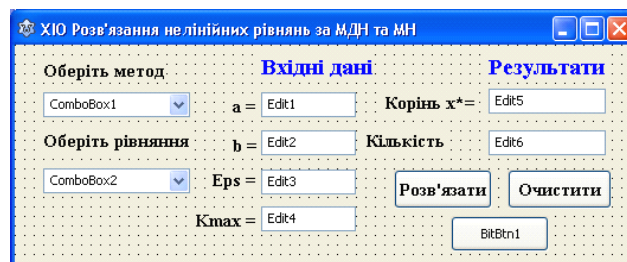 ХІО Розв'язання нелінійних рівнянь за МДН та МН
Оберіть метод Вхідні дані Результати
ComboBox1 a = Edit1 Корінь x*= Edit5
Оберіть рівняння b = Edit2 Кількість Edit6
ComboBox2 Eps = Edit3 Розв'язати Очистити
Kmax = Edit4 BitBtn1